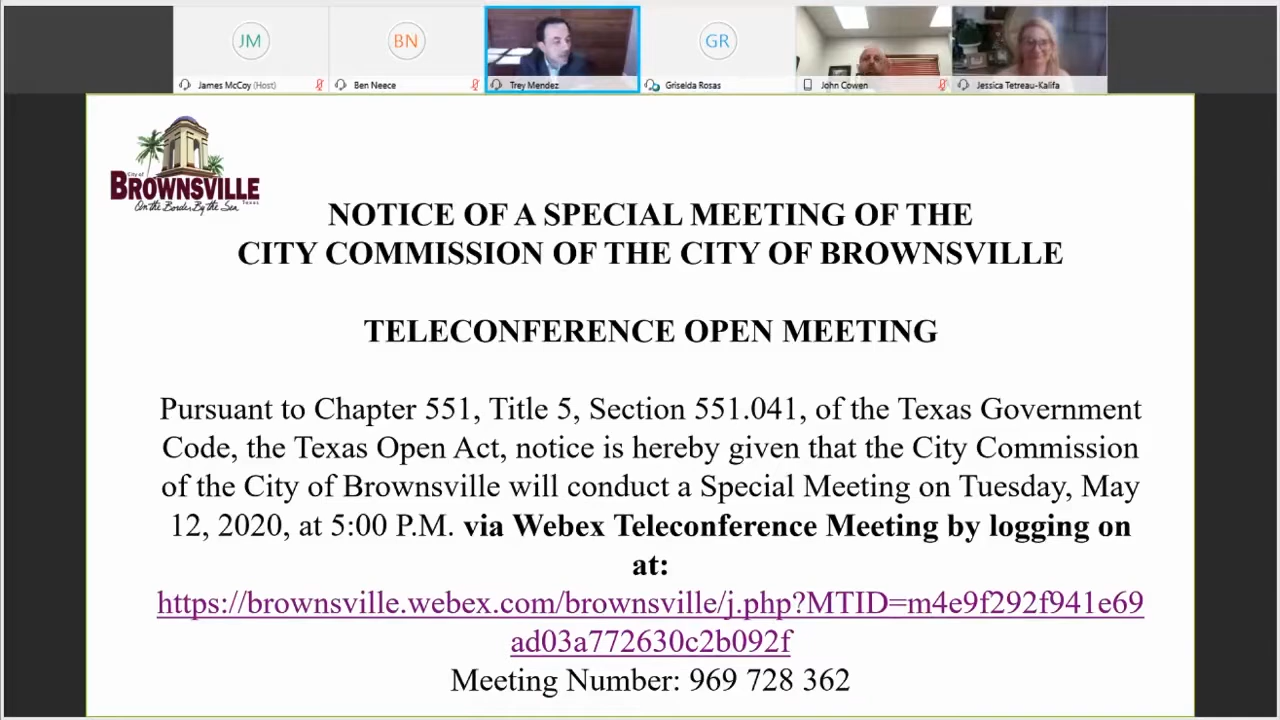 JM
BN
GR
James McCoy (Host)
Ben Neece
Trey Mendez
Griselda Rosas
John Cowen
Jessica Tetreau-Kalifa
City of
BROWNSVILLE
On the Border By the Sea
Texas
NOTICE OF A SPECIAL MEETING OF THE
CITY COMMISSION OF THE CITY OF BROWNSVILLE
TELECONFERENCE OPEN MEETING
Pursuant to Chapter 551, Title 5, Section 551.041, of the Texas Government
Code, the Texas Open Act, notice is hereby given that the City Commission
of the City of Brownsville will conduct a Special Meeting on Tuesday, May
12, 2020, at 5:00 P.M. via Webex Teleconference Meeting by logging on
at:
https://brownsville.webex.com/brownsville/j.php?MTID=m4e9f292f941e69
ad03a772630c2b092f
Meeting Number: 969 728 362